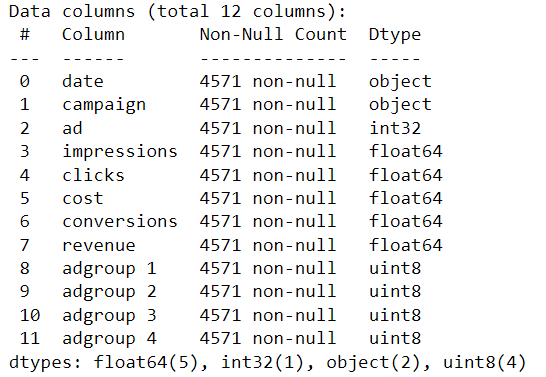 Data columns (total 12 columns):
 #   Column       Non-Null Count  Dtype
---  ------       --------------  -----
 0   date         4571 non-null   object
 1   campaign     4571 non-null   object
 2   ad           4571 non-null   int32
 3   impressions  4571 non-null   float64
 4   clicks       4571 non-null   float64
 5   cost         4571 non-null   float64
 6   conversions  4571 non-null   float64
 7   revenue      4571 non-null   float64
 8   adgroup 1    4571 non-null   uint8
 9   adgroup 2    4571 non-null   uint8
 10  adgroup 3    4571 non-null   uint8
 11  adgroup 4    4571 non-null   uint8
dtypes: float64(5), int32(1), object(2), uint8(4)